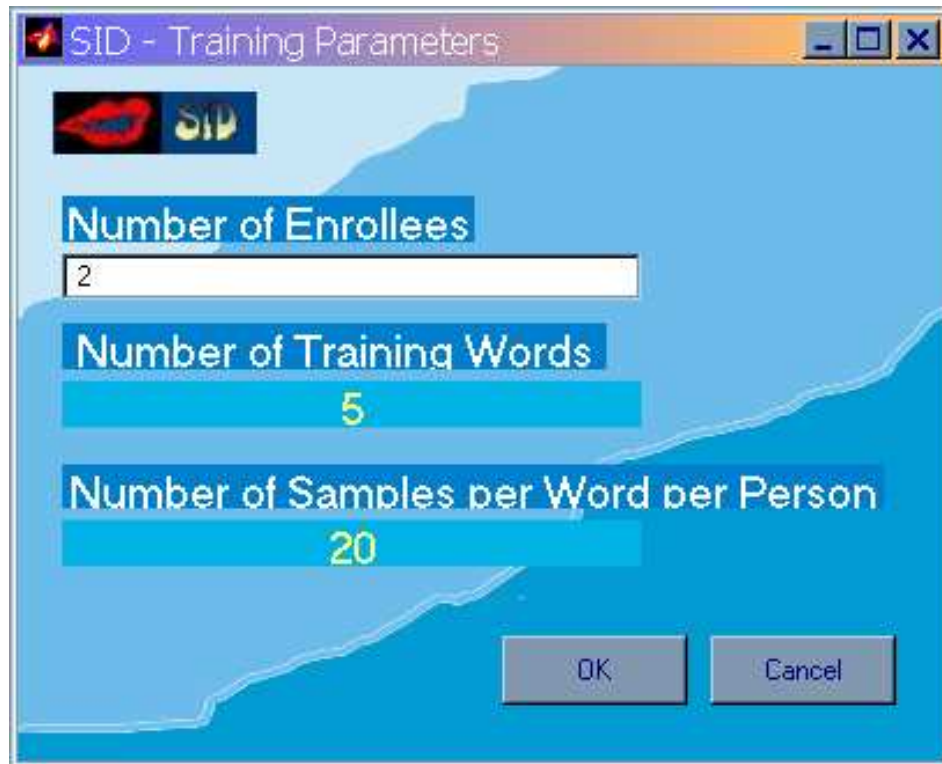 SID - Training Parameters
SID
Number of Enrollees
2
Number of Training Words
5
Number of Samples per Word per Person
20
OK Cancel